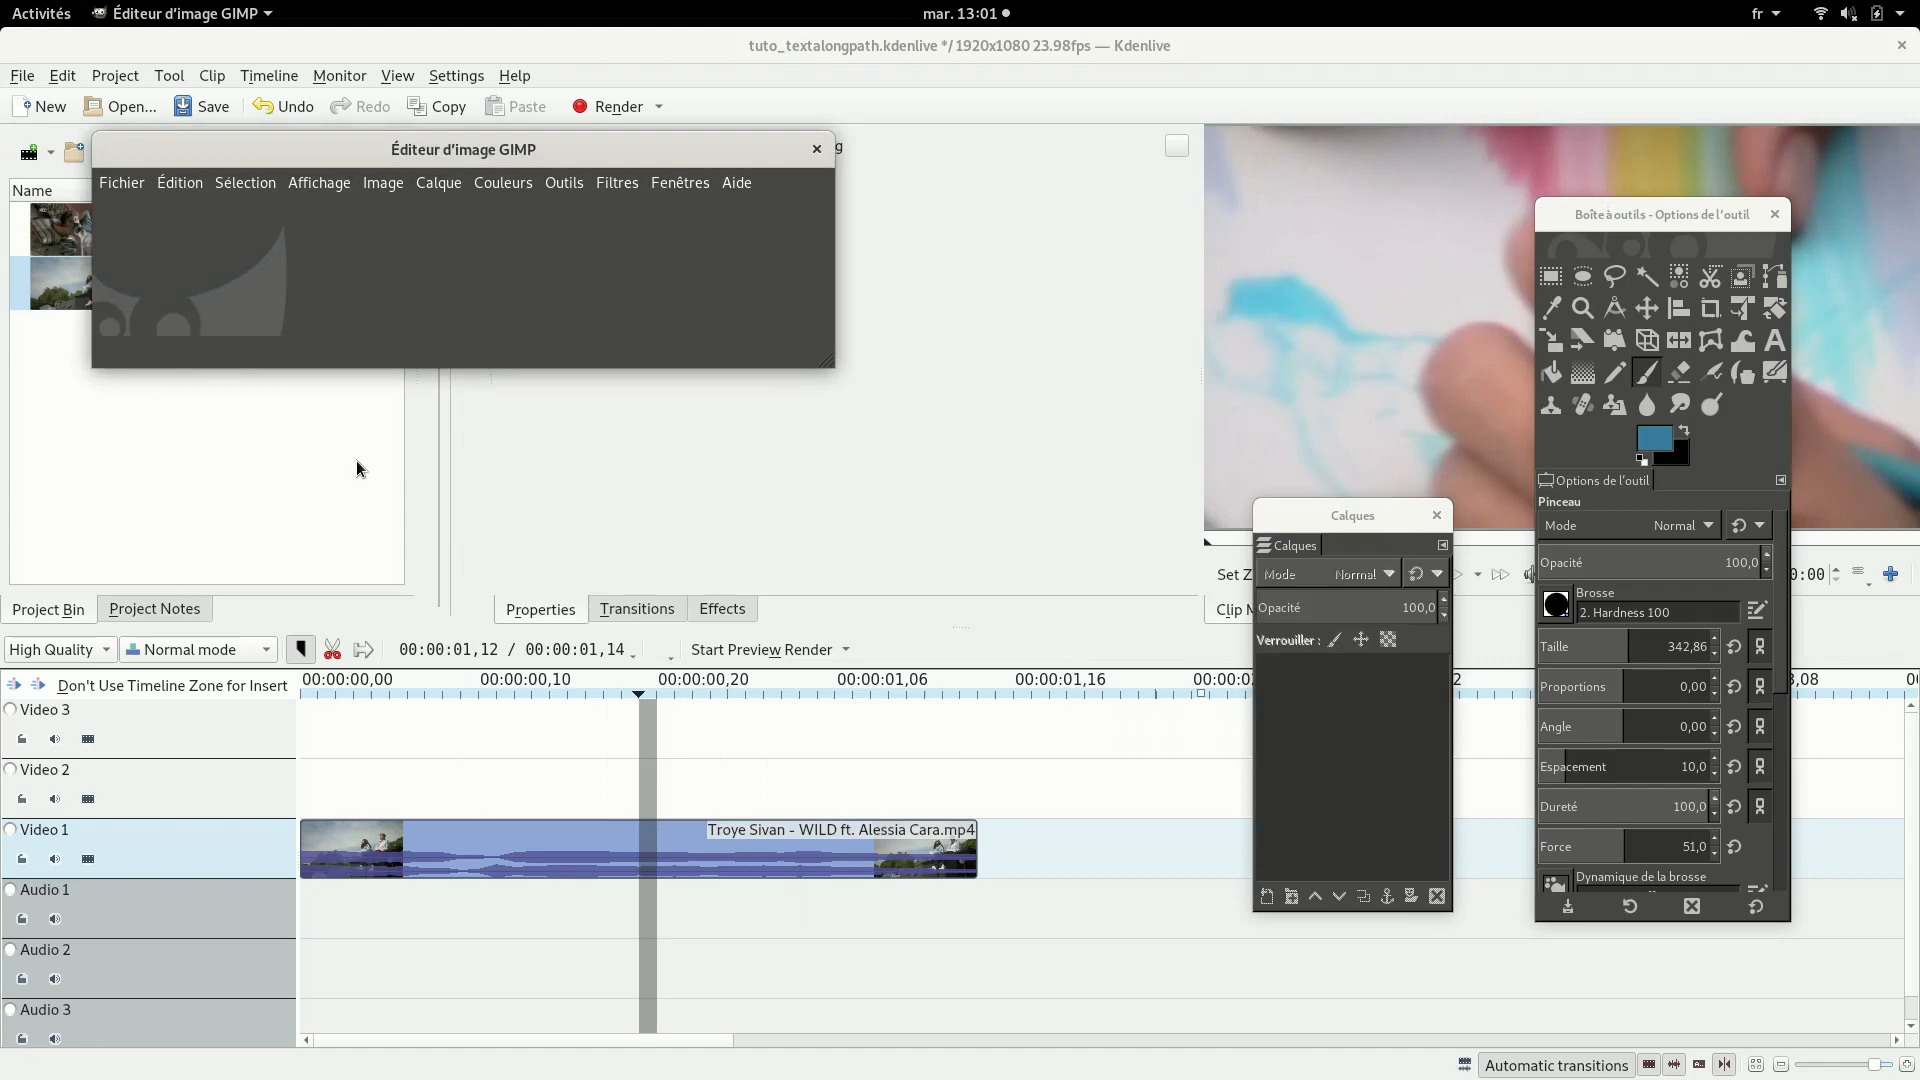 Activités Éditeur d'image GIMP mar. 13:01 fr
tuto_textalongpath.kdenlive */ 1920x1080 23.98fps — Kdenlive
File Edit Project Tool Clip Timeline Monitor View Settings Help
New Open... Save Undo Redo Copy Paste Render
Éditeur d'image GIMP
Fichier Édition Sélection Affichage Image Calque Couleurs Outils Filtres Fenêtres Aide
Name
Boîte à outils - Options de l'outil
Options de l'outil
Pinceau
Mode Normal
Opacité 100,0
Brosse
2. Hardness 100
Taille 342,86
Proportions 0,00
Angle 0,00
Espacement 10,0
Dureté 100,0
Force 51,0
Dynamique de la brosse
Calques
Calques
Mode Normal
Opacité 100,0
Verrouiller :
Set Z
:00
Clip M
Project Bin Project Notes
Properties Transitions Effects
High Quality Normal mode 00:00:01,12 / 00:00:01,14 Start Preview Render
Don't Use Timeline Zone for Insert 00:00:00,00 00:00:00,10 00:00:00,20 00:00:01,06 00:00:01,16
Video 3
Video 2
Video 1
Troye Sivan - WILD ft. Alessia Cara.mp4
Audio 1
Audio 2
Audio 3
Automatic transitions